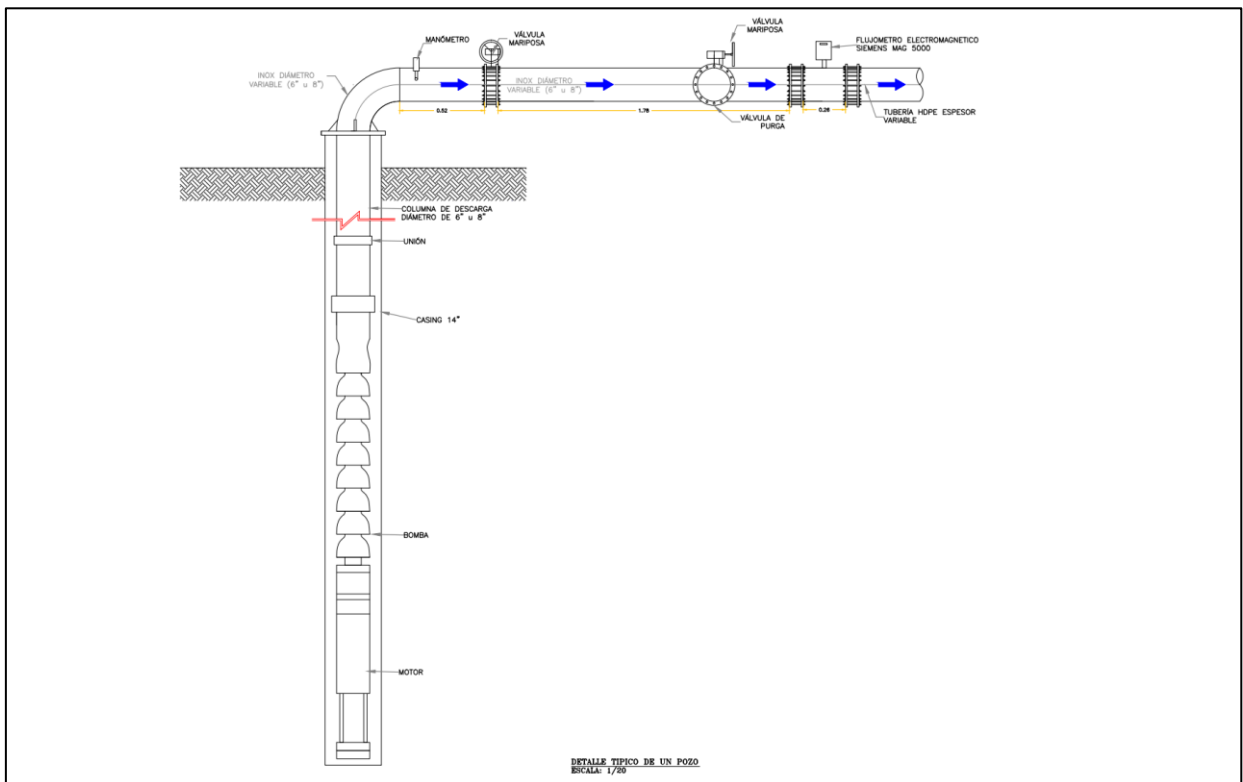 VÁLVULA
MARIPOSA
MANÓMETRO
VÁLVULA
MARIPOSA
FLUJOMETRO ELECTROMAGNETICO
SIEMENS MAG 5000
INOX DIÁMETRO
VARIABLE (6" u 8")
INOX DIÁMETRO
VARIABLE (6" u 8")
0.52
1.78
0.26
VÁLVULA DE
PURGA
TUBERÍA HDPE ESPESOR
VARIABLE
COLUMNA DE DESCARGA
DIÁMETRO DE 6" u 8"
UNIÓN
CASING 14"
BOMBA
MOTOR
DETALLE TIPICO DE UN POZO
ESCALA: 1/20